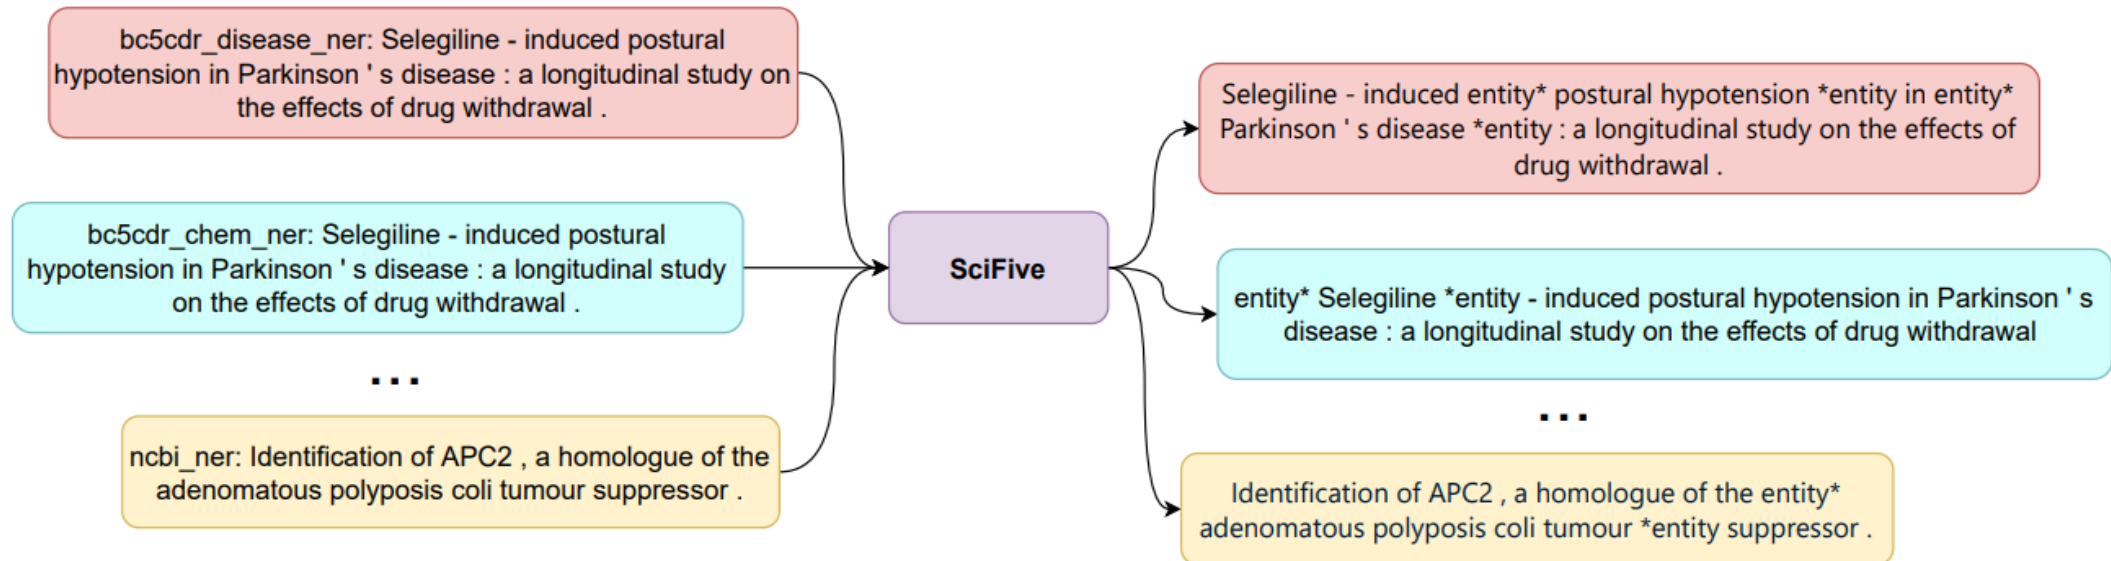 bc5cdr_disease_ner: Selegiline - induced postural
hypotension in Parkinson ' s disease : a longitudinal study on
the effects of drug withdrawal .
bc5cdr_chem_ner: Selegiline - induced postural
hypotension in Parkinson ' s disease : a longitudinal study
on the effects of drug withdrawal .
...
ncbi_ner: Identification of APC2 , a homologue of the
adenomatous polyposis coli tumour suppressor .
SciFive
Selegiline - induced entity* postural hypotension *entity in entity*
Parkinson ' s disease *entity : a longitudinal study on the effects of
drug withdrawal .
entity* Selegiline *entity - induced postural hypotension in Parkinson ' s
disease : a longitudinal study on the effects of drug withdrawal
...
Identification of APC2 , a homologue of the entity*
adenomatous polyposis coli tumour *entity suppressor .